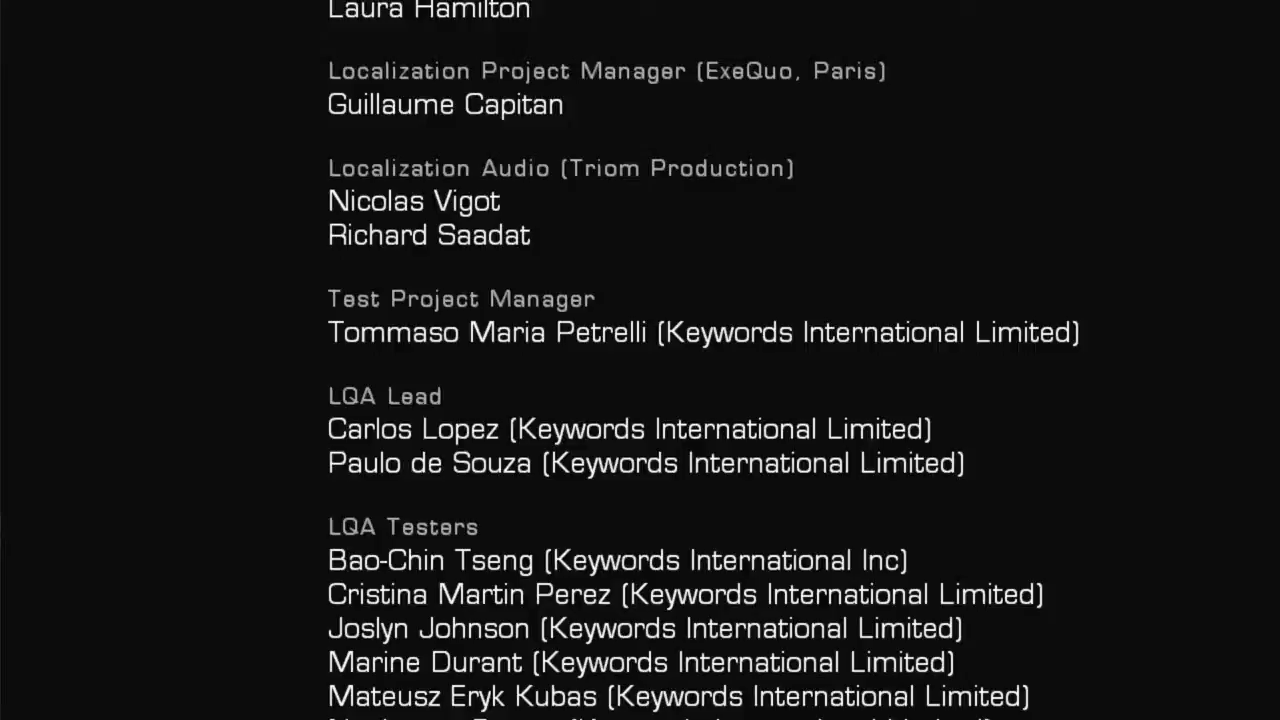 Laura Hamilton
Localization Project Manager (ExeQuo, Paris)
Guillaume Capitan
Localization Audio (Triom Production)
Nicolas Vigot
Richard Saadat
Test Project Manager
Tommaso Maria Petrelli (Keywords International Limited)
LQA Lead
Carlos Lopez (Keywords International Limited)
Paulo de Souza (Keywords International Limited)
LQA Testers
Bao-Chin Tseng (Keywords International Inc)
Cristina Martin Perez (Keywords International Limited)
Joslyn Johnson (Keywords International Limited)
Marine Durant (Keywords International Limited)
Mateusz Eryk Kubas (Keywords International Limited)